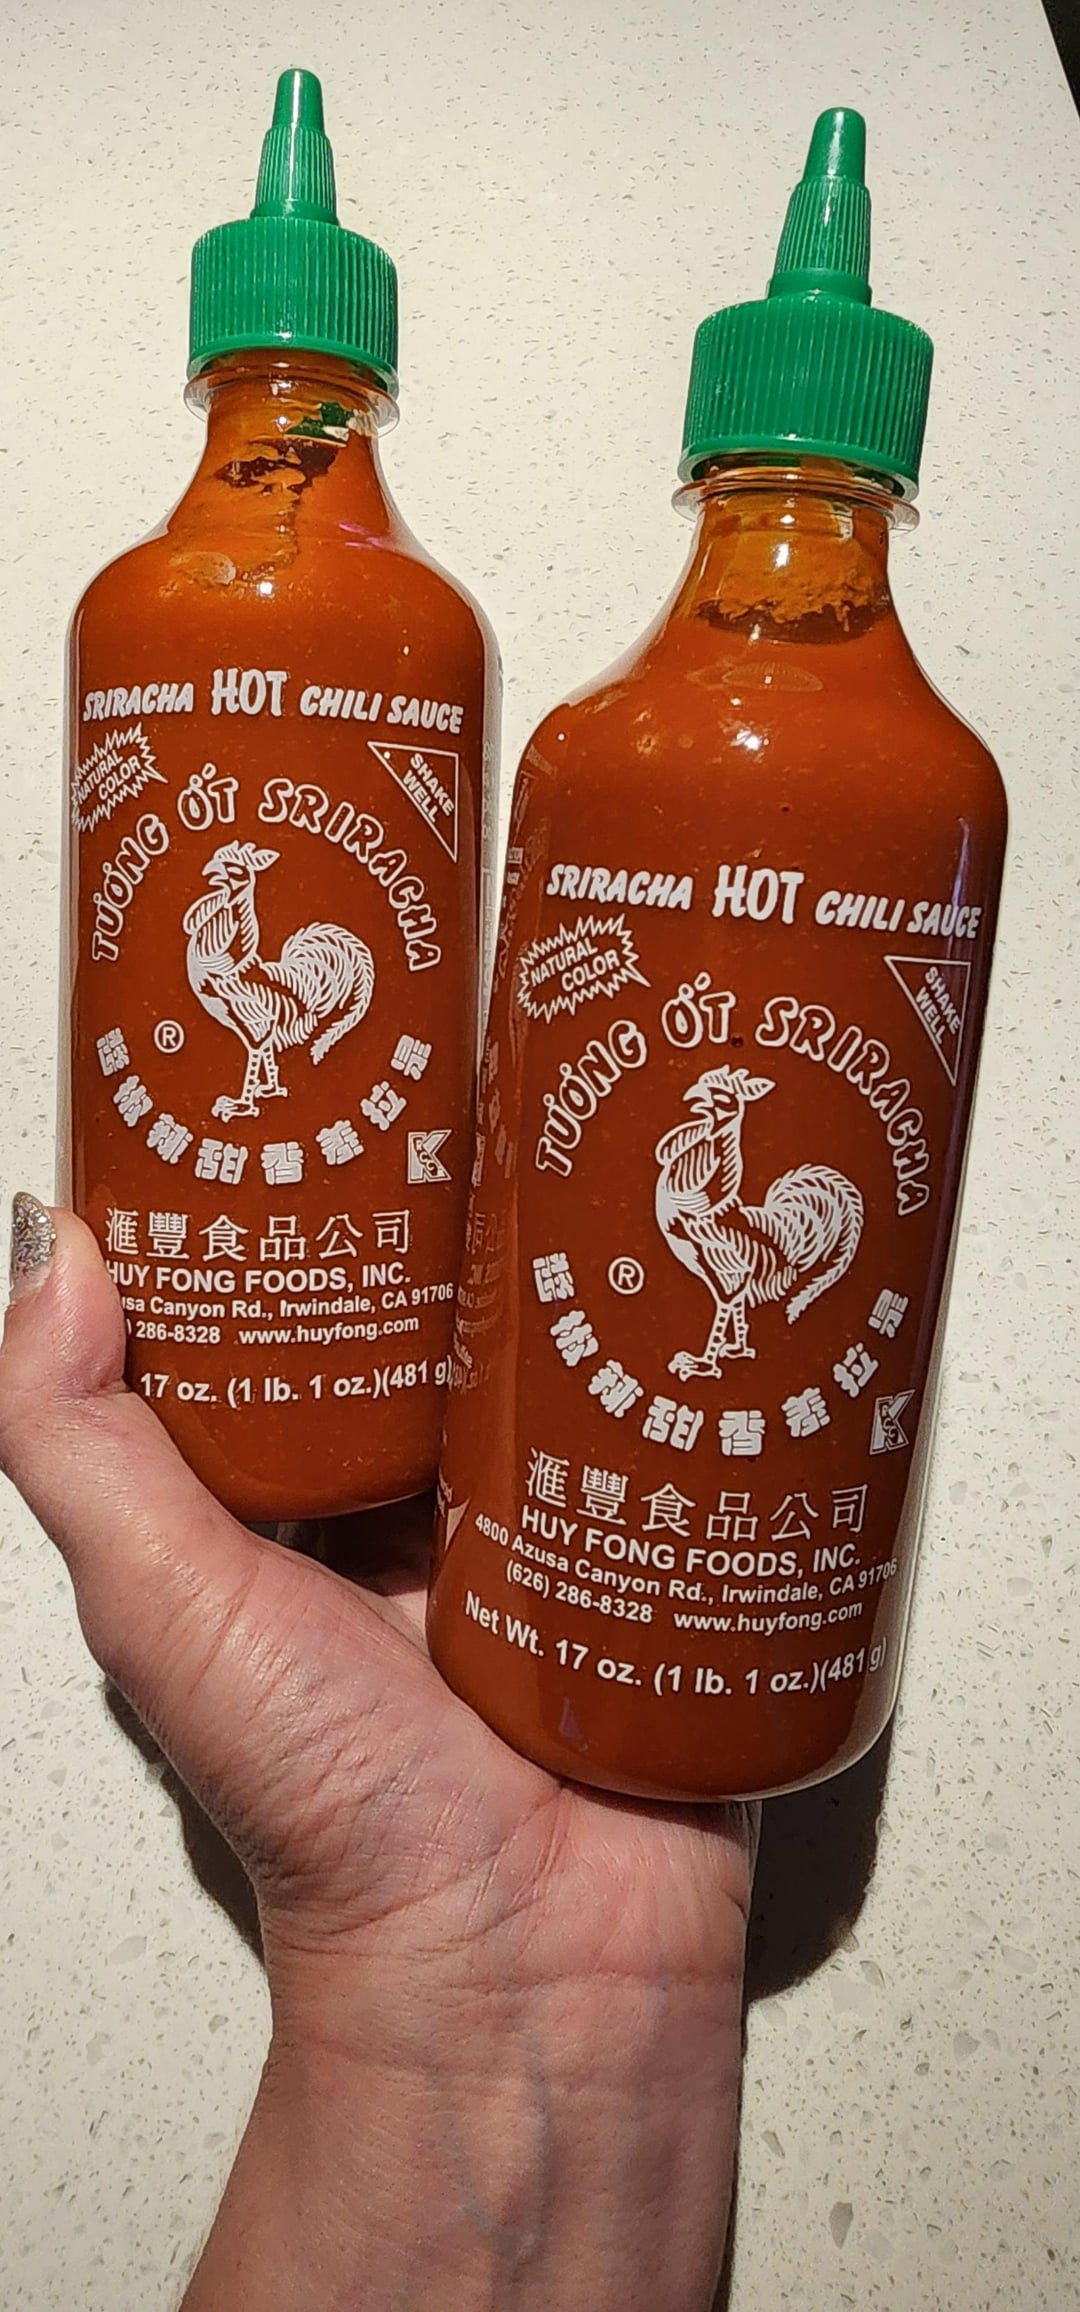 SRIRACHA HOT CHILI SAUCE
NATURAL
COLOR
SHAKE
WELL
TƯƠNG ỚT SRIRACHA
®
是拉差香甜辣椒醬
滙豐食品公司
HUY FONG FOODS, INC.
Canyon Rd., Irwindale, CA 91706
286-8328 www.huyfong.com
17 oz. (1 lb. 1 oz.)(481 g)
SRIRACHA HOT CHILI SAUCE
NATURAL
COLOR
SHAKE
WELL
TƯƠNG ỚT SRIRACHA
®
是拉差香甜辣椒醬
滙豐食品公司
HUY FONG FOODS, INC.
4800 Azusa Canyon Rd., Irwindale, CA 91706
(626) 286-8328 www.huyfong.com
Net Wt. 17 oz. (1 lb. 1 oz.)(481 g)